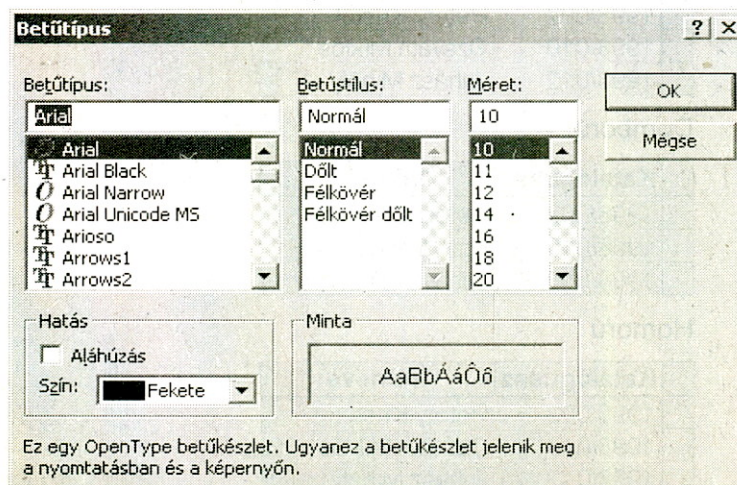 Betűtípus
Betűtípus: Betűstílus: Méret:
Arial Normál 10 OK
Mégse
Arial
Arial Black
Arial Narrow
Arial Unicode MS
Arioso
Arrows1
Arrows2
Normál
Dőlt
Félkövér
Félkövér dőlt
10
11
12
14
16
18
20
Hatás
Aláhúzás
Szín: Fekete
Minta
AaBbÁáÔô
Ez egy OpenType betűkészlet. Ugyanez a betűkészlet jelenik meg
a nyomtatásban és a képernyőn.